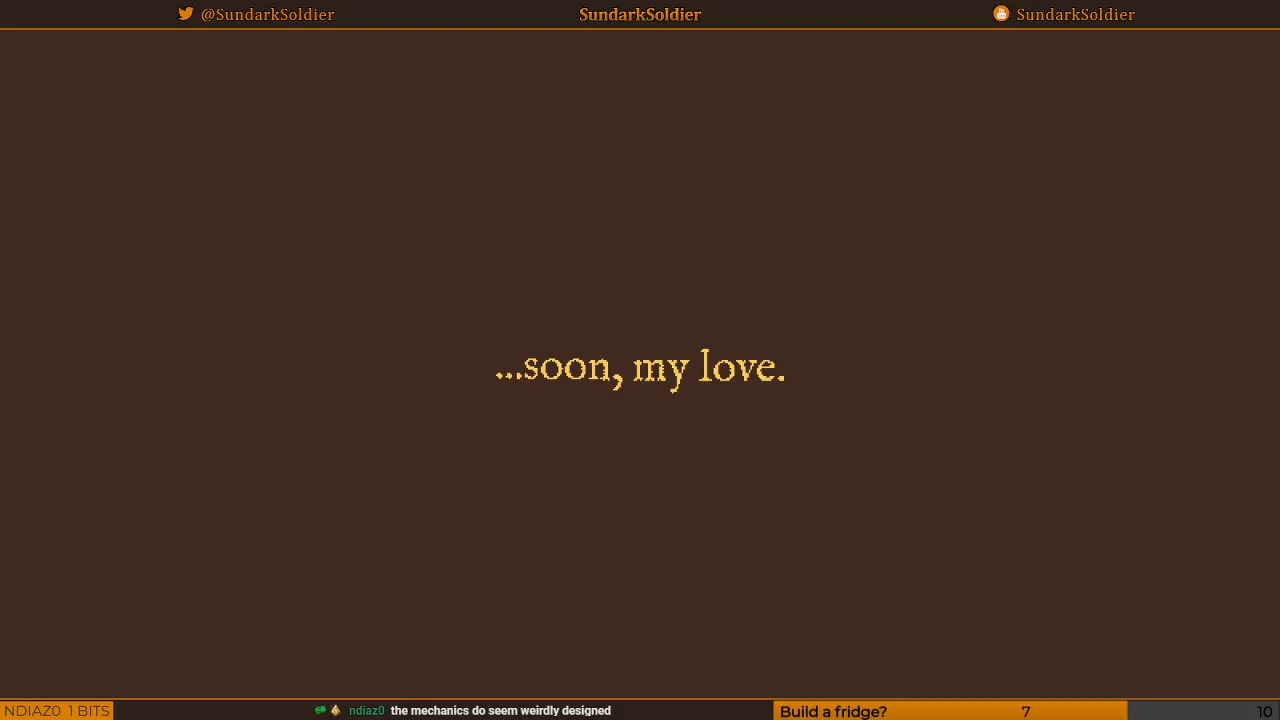 @SundarkSoldier
SundarkSoldier
SundarkSoldier
...soon, my love.
NDIAZ0 1 BITS
ndiaz0 the mechanics do seem weirdly designed
Build a fridge? 7 10